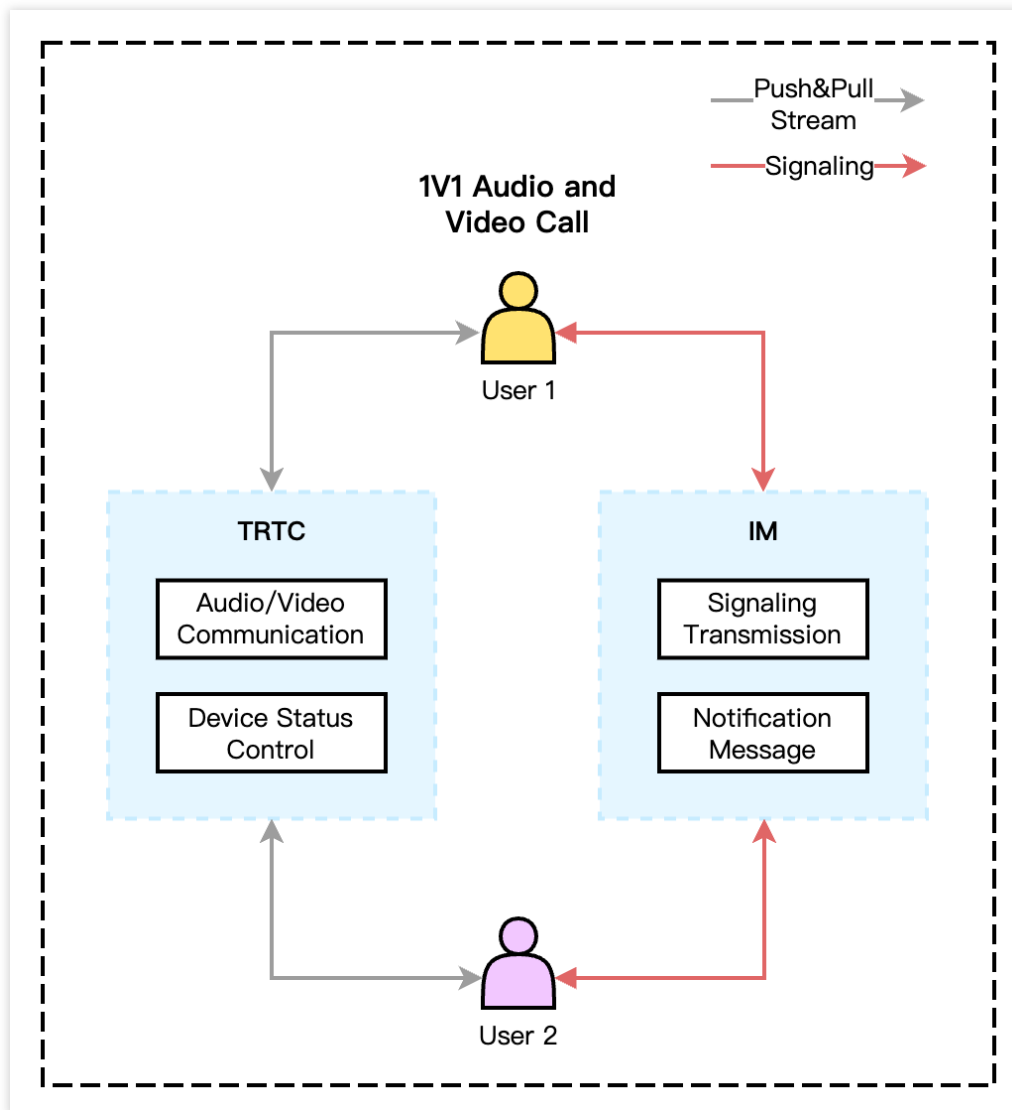 Push&Pull
Stream
Signaling
1V1 Audio and
Video Call
User 1
TRTC
Audio/Video
Communication
Device Status
Control
IM
Signaling
Transmission
Notification
Message
User 2